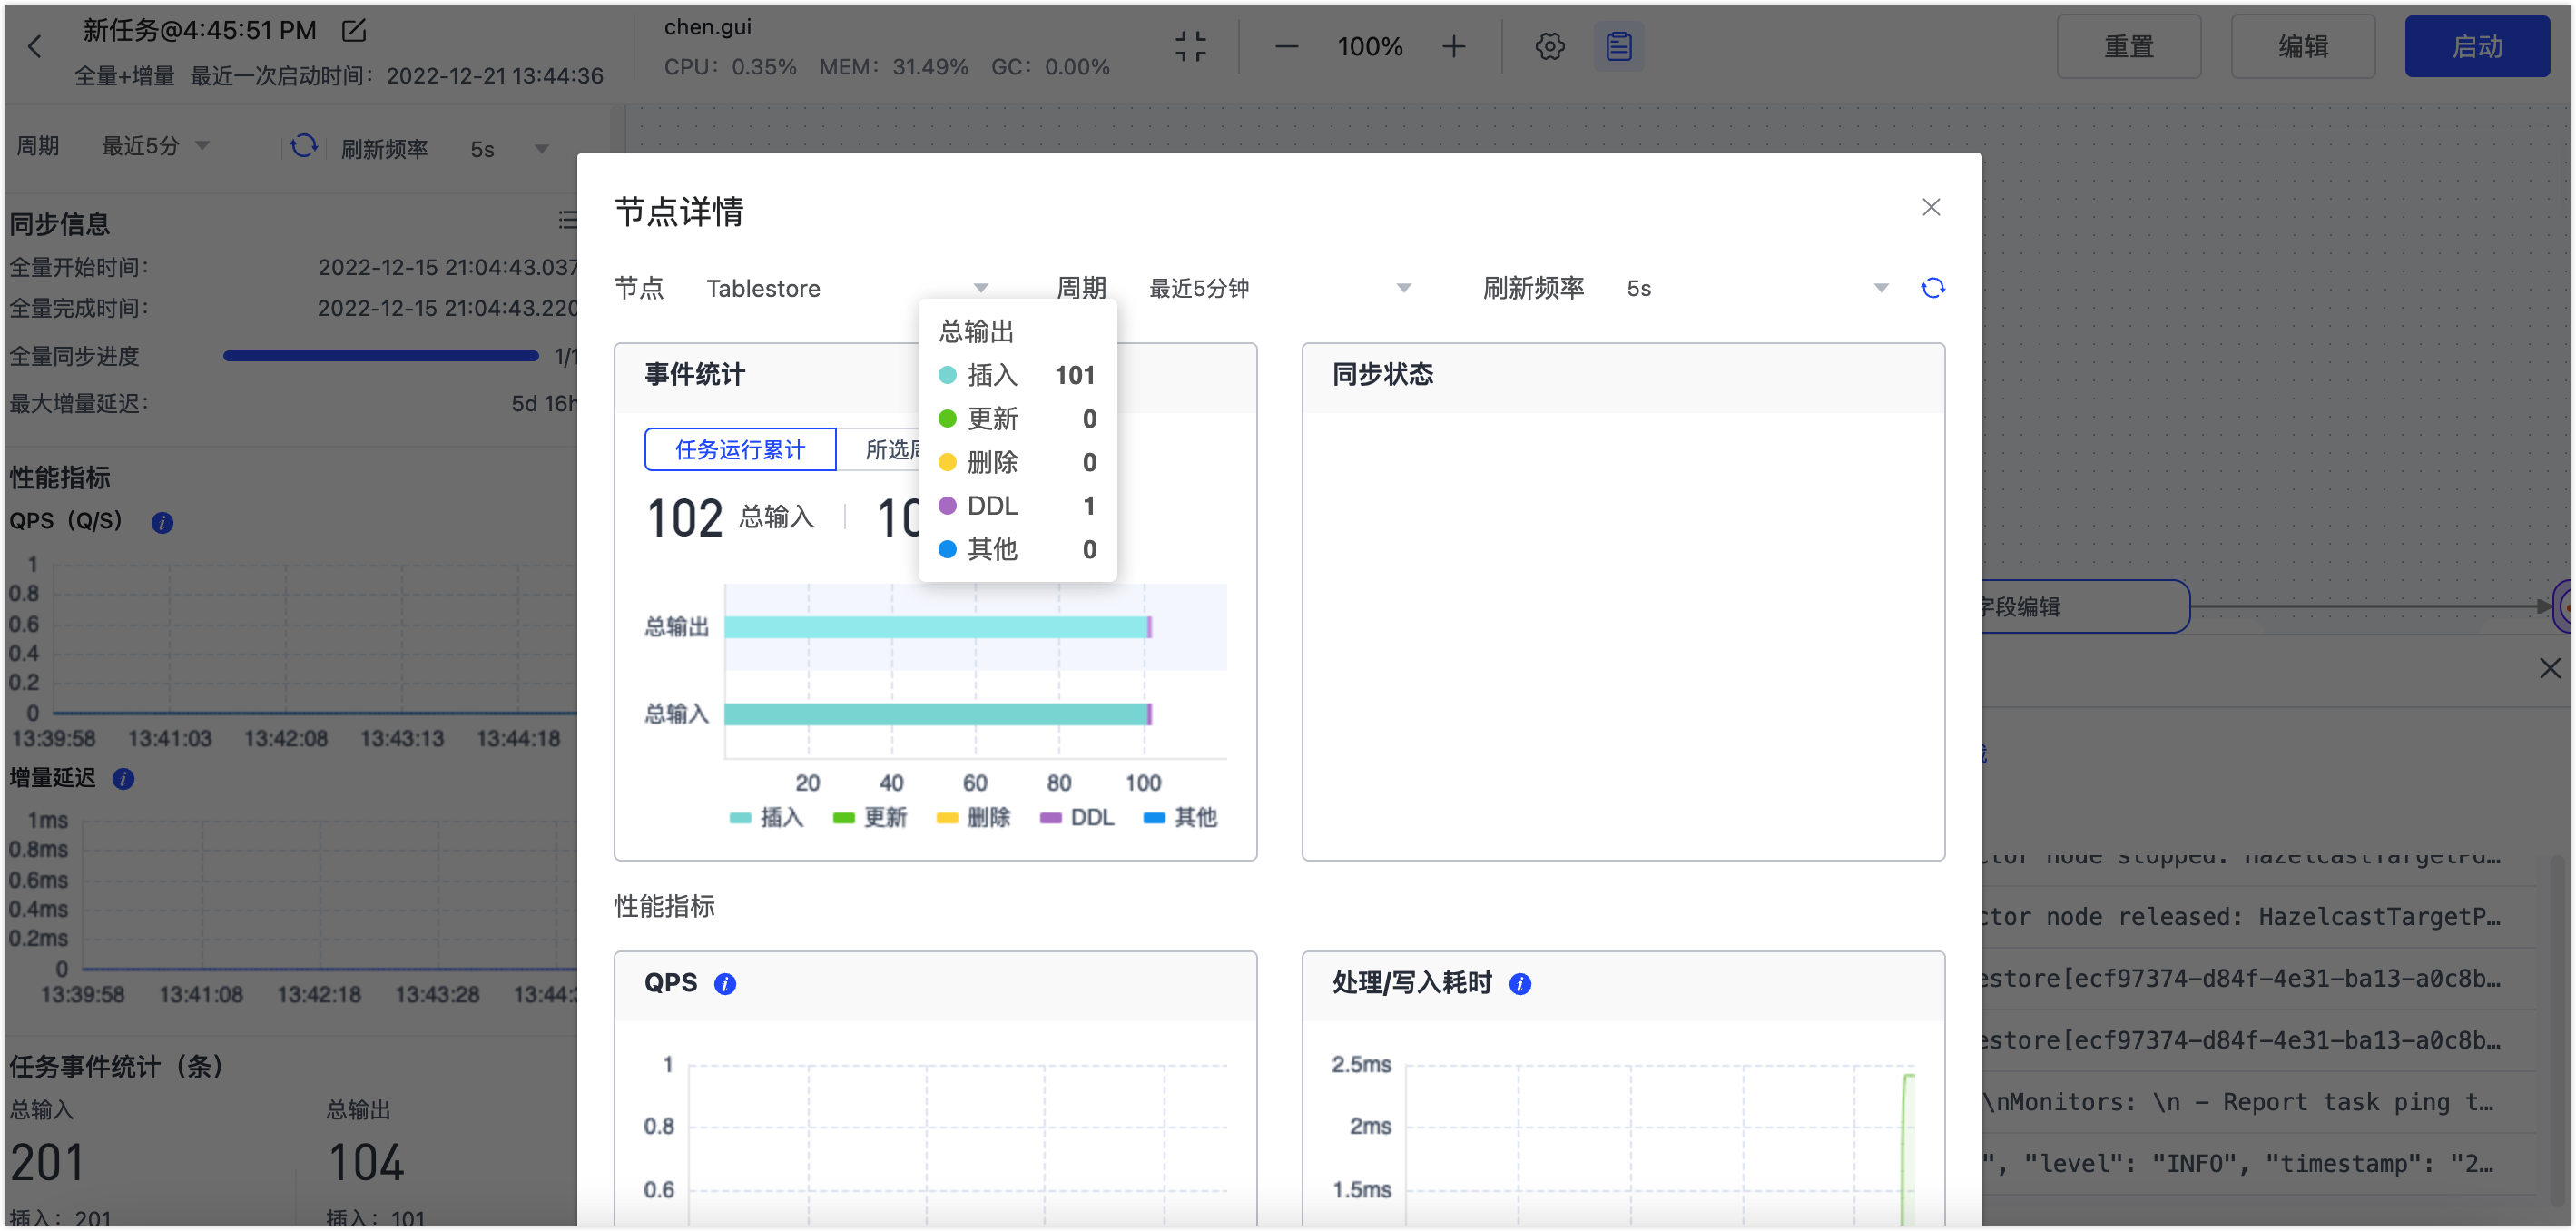 新任务@4:45:51 PM
全量+增量 最近一次启动时间：2022-12-21 13:44:36
chen.gui
CPU：0.35% MEM：31.49% GC：0.00%
100%
重置
编辑
启动
周期 最近5分
刷新频率 5s
同步信息
全量开始时间： 2022-12-15 21:04:43.037
全量完成时间： 2022-12-15 21:04:43.220
全量同步进度 1/1
最大增量延迟： 5d 16h
性能指标
QPS（Q/S）
1
0.8
0.6
0.4
0.2
0
13:39:58 13:41:03 13:42:08 13:43:13 13:44:18
增量延迟
1ms
0.8ms
0.6ms
0.4ms
0.2ms
0
13:39:58 13:41:08 13:42:18 13:43:28 13:44:
任务事件统计（条）
总输入 总输出
201 104
插入：201 插入：101
节点详情
节点 Tablestore 周期 最近5分钟 刷新频率 5s
事件统计
任务运行累计 所选
102 总输入 10
总输出
插入 101
更新 0
删除 0
DDL 1
其他 0
总输出
总输入
20 40 60 80 100
插入 更新 删除 DDL 其他
同步状态
性能指标
QPS
1
0.8
0.6
处理/写入耗时
2.5ms
2ms
1.5ms
字段编辑
ctor node stopped: HazelcastTargetPd…
ctor node released: HazelcastTargetP…
estore[ecf97374-d84f-4e31-ba13-a0c8b…
estore[ecf97374-d84f-4e31-ba13-a0c8b…
\nMonitors: \n - Report task ping t…
", "level": "INFO", "timestamp": "2…